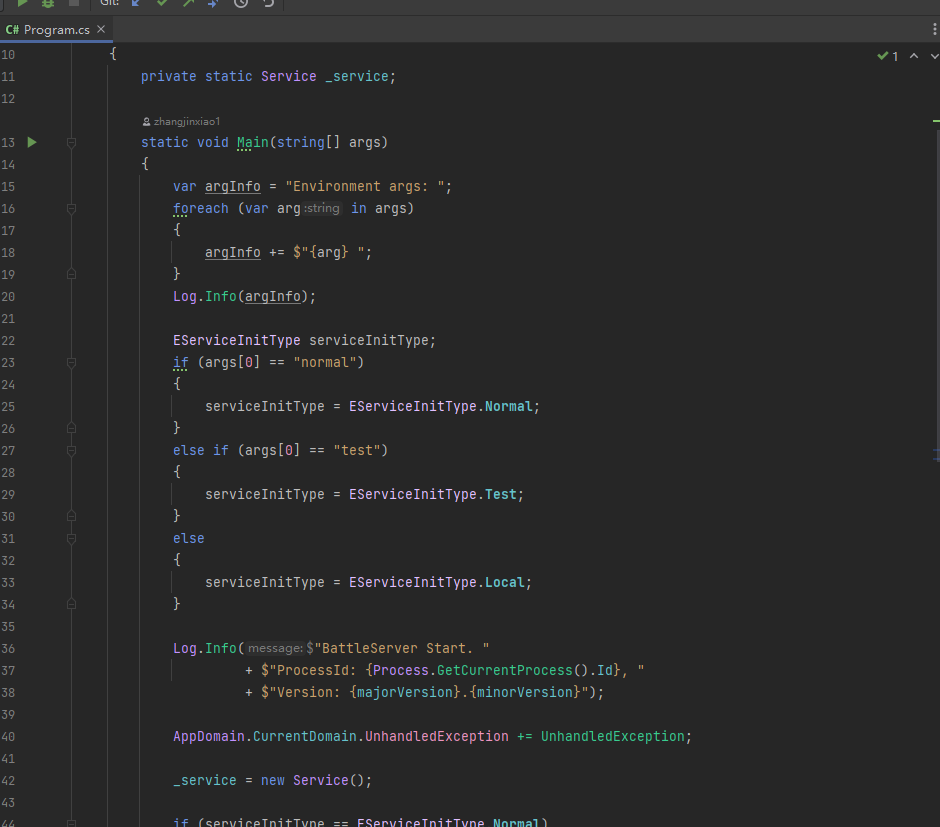 Git:
C# Program.cs
10 {
1
11 private static Service _service;
12
zhangjinxiao1
13 static void Main(string[] args)
14 {
15 var argInfo = "Environment args: ";
16 foreach (var arg :string in args)
17 {
18 argInfo += $"{arg} ";
19 }
20 Log.Info(argInfo);
21
22 EServiceInitType serviceInitType;
23 if (args[0] == "normal")
24 {
25 serviceInitType = EServiceInitType.Normal;
26 }
27 else if (args[0] == "test")
28 {
29 serviceInitType = EServiceInitType.Test;
30 }
31 else
32 {
33 serviceInitType = EServiceInitType.Local;
34 }
35
36 Log.Info( message: $"BattleServer Start. "
37 + $"ProcessId: {Process.GetCurrentProcess().Id}, "
38 + $"Version: {majorVersion}.{minorVersion}");
39
40 AppDomain.CurrentDomain.UnhandledException += UnhandledException;
41
42 _service = new Service();
43
44 if (serviceInitType == EServiceInitType.Normal)